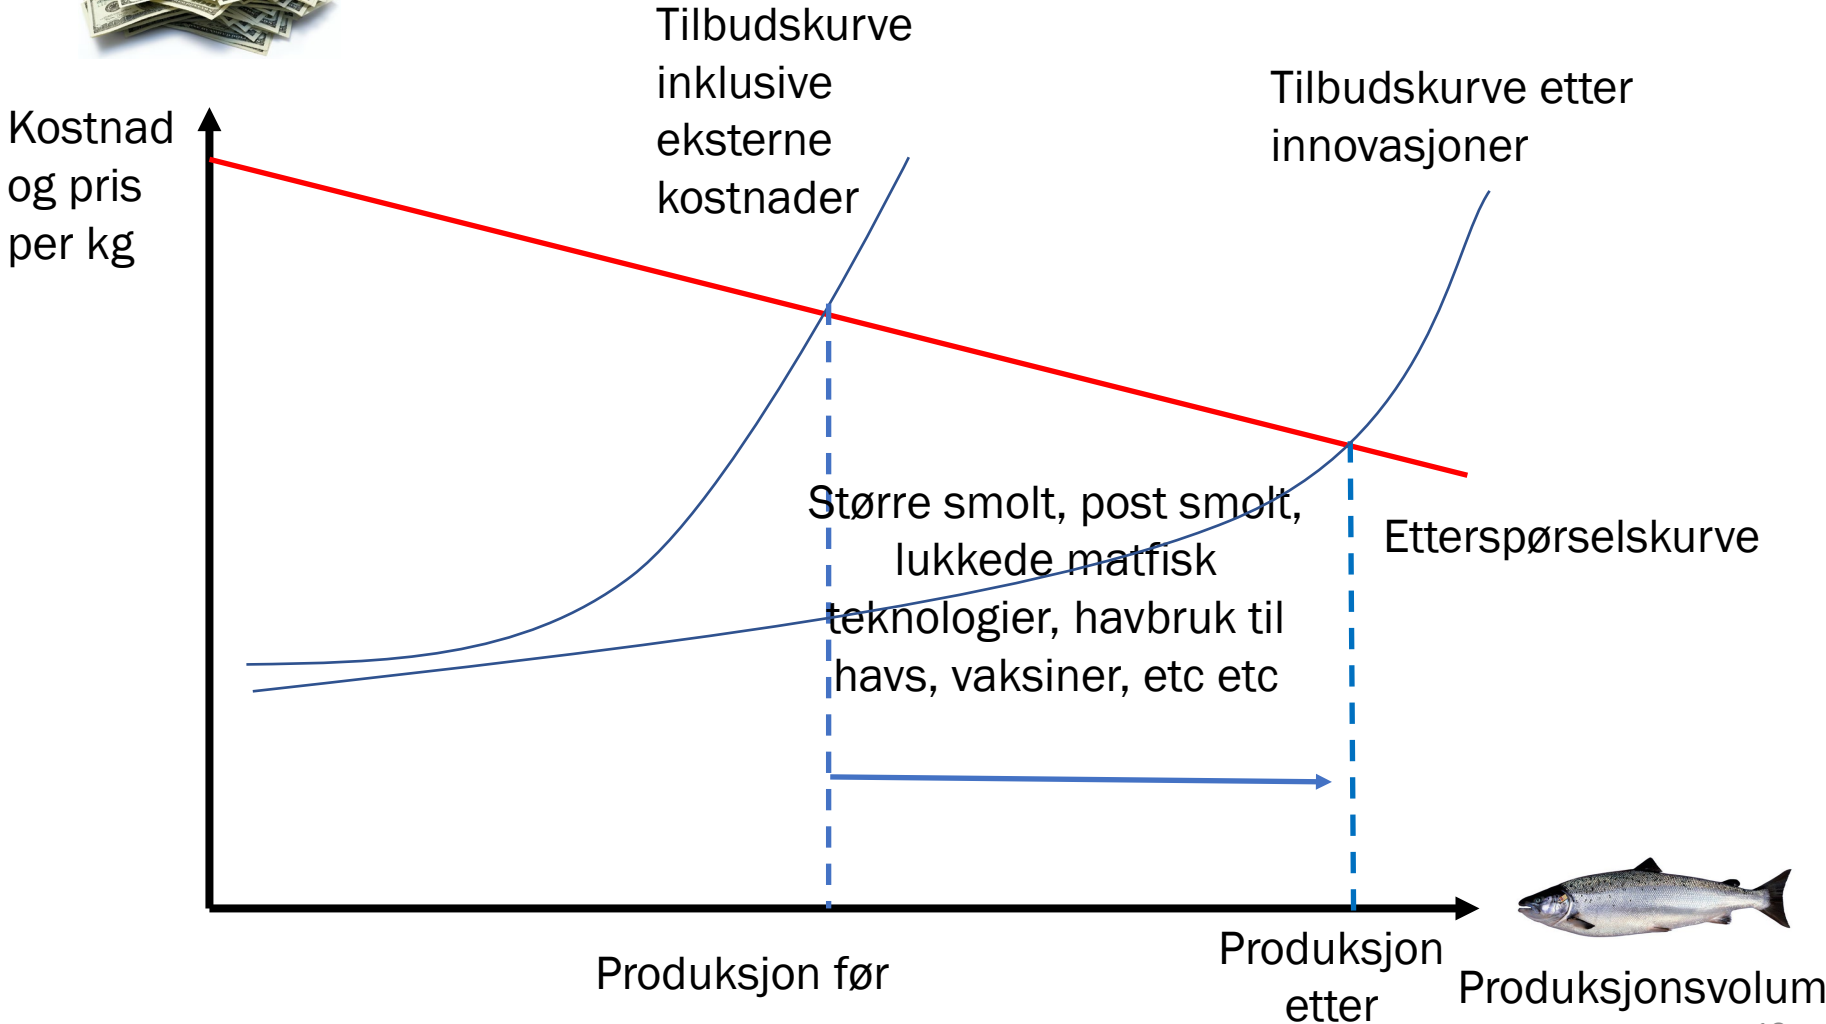 Tilbudskurve
inklusive
eksterne
kostnader
Tilbudskurve etter
innovasjoner
Kostnad
og pris
per kg
Større smolt, post smolt,
lukkede matfisk
teknologier, havbruk til
havs, vaksiner, etc etc
Etterspørselskurve
Produksjon før
Produksjon
etter
Produksjonsvolum